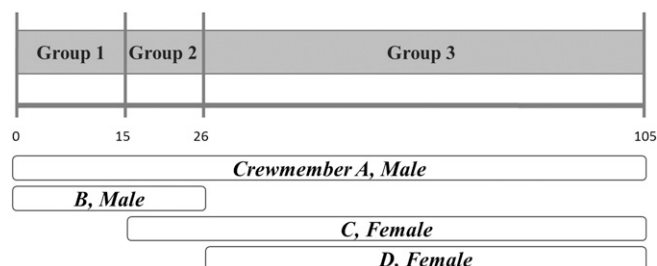 Group 1 Group 2 Group 3
0 15 26 105
Crewmember A, Male
B, Male
C, Female
D, Female